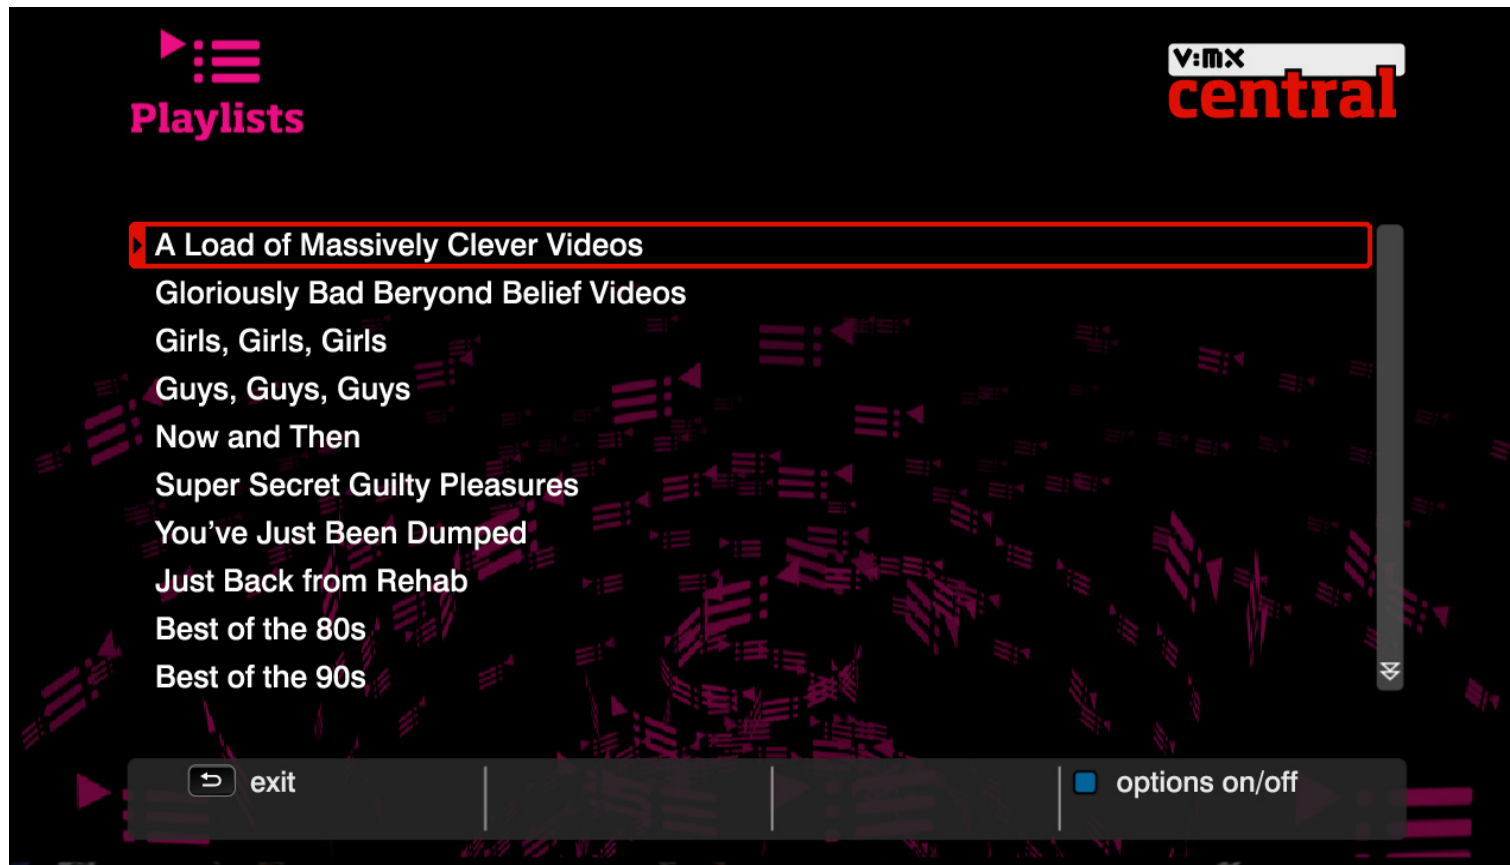 Playlists
V:MX
central
A Load of Massively Clever Videos
Gloriously Bad Beryond Belief Videos
Girls, Girls, Girls
Guys, Guys, Guys
Now and Then
Super Secret Guilty Pleasures
You’ve Just Been Dumped
Just Back from Rehab
Best of the 80s
Best of the 90s
exit
options on/off